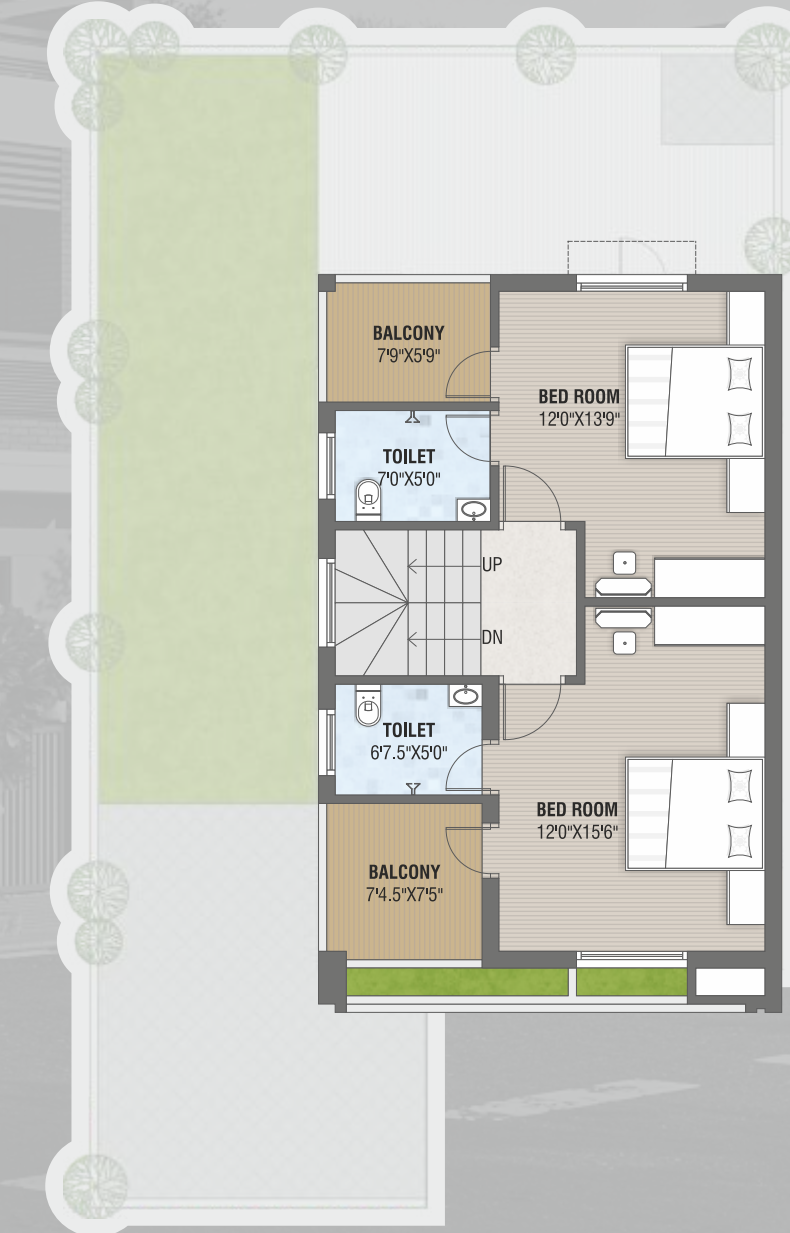 BALCONY
7'9"X5'9"
BED ROOM
12'0"X13'9"
TOILET
7'0"X5'0"
UP
DN
TOILET
6'7.5"X5'0"
BED ROOM
12'0"X15'6"
BALCONY
7'4.5"X7'5"